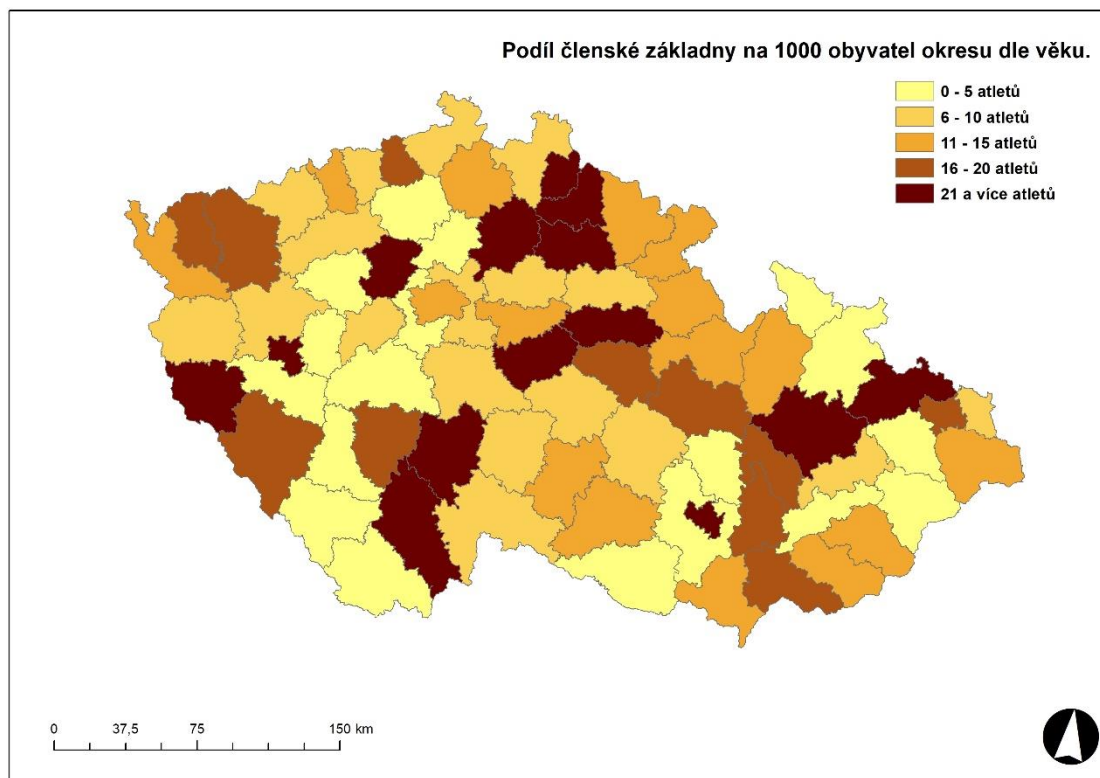 Podíl členské základny na 1000 obyvatel okresu dle věku.
0 - 5 atletů
6 - 10 atletů
11 - 15 atletů
16 - 20 atletů
21 a více atletů
0 37,5 75 150 km